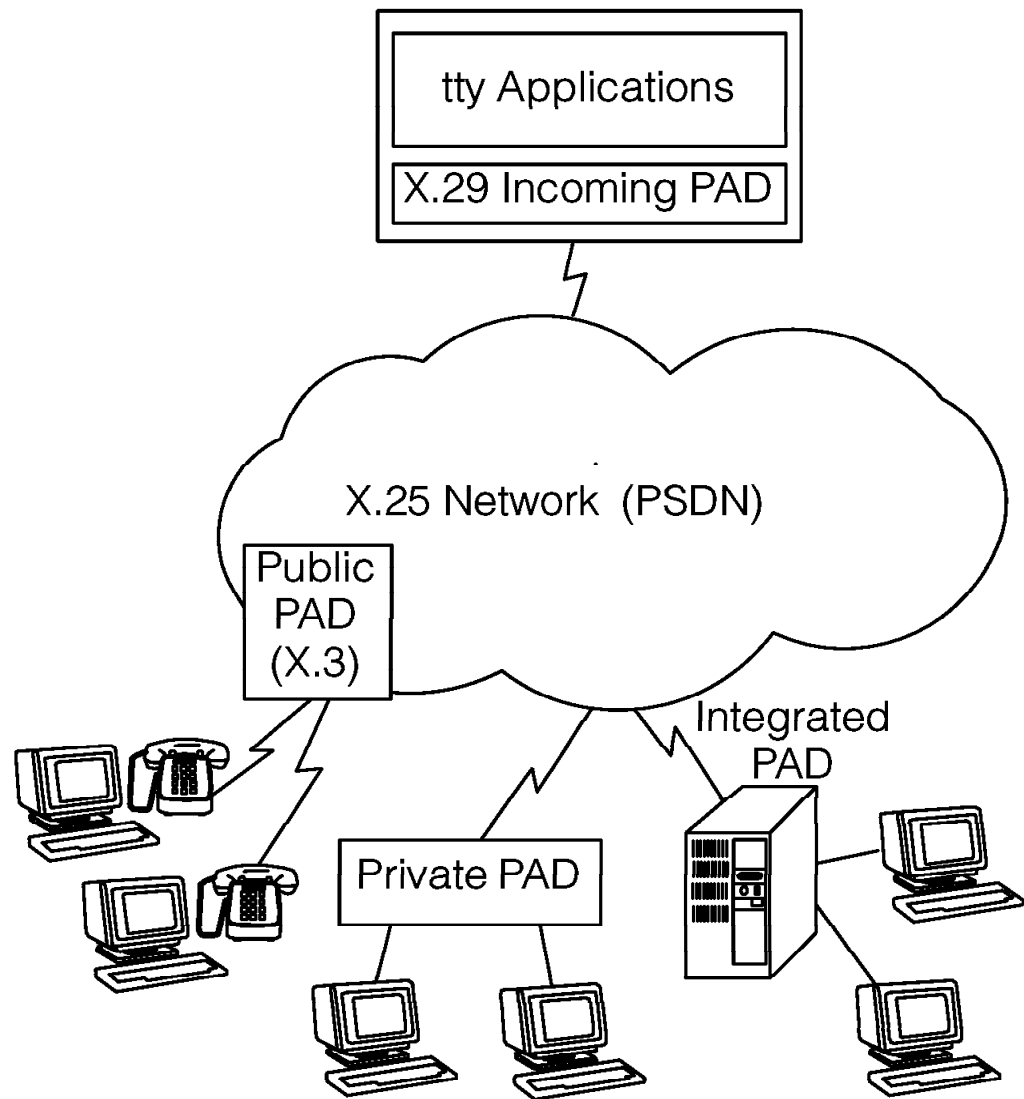 tty Applications
X.29 Incoming PAD
X.25 Network (PSDN)
Public
PAD
(X.3)
Integrated
PAD
Private PAD